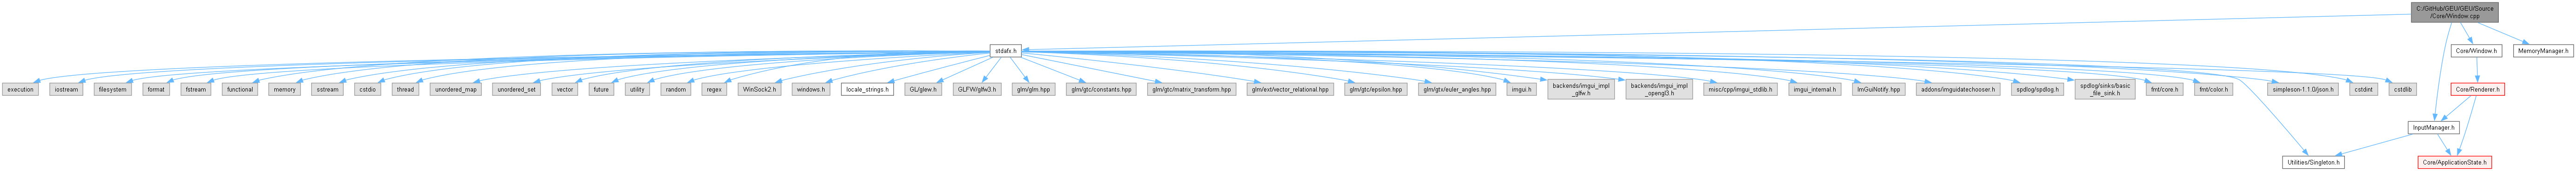 C:/GitHub/GEU/GEU/Source
/Core/Window.cpp
stdafx.h
Core/Window.h
MemoryManager.h
execution
iostream
filesystem
format
fstream
functional
memory
sstream
cstdio
thread
unordered_map
unordered_set
vector
future
utility
random
regex
WinSock2.h
windows.h
locale_strings.h
GL/glew.h
GLFW/glfw3.h
glm/glm.hpp
glm/gtc/constants.hpp
glm/gtc/matrix_transform.hpp
glm/ext/vector_relational.hpp
glm/gtc/epsilon.hpp
glm/gtx/euler_angles.hpp
imgui.h
backends/imgui_impl
_glfw.h
backends/imgui_impl
_opengl3.h
misc/cpp/imgui_stdlib.h
imgui_internal.h
ImGuiNotify.hpp
addons/imguidatechooser.h
spdlog/spdlog.h
spdlog/sinks/basic
_file_sink.h
fmt/core.h
fmt/color.h
simpleson-1.1.0/json.h
cstdint
cstdlib
Core/Renderer.h
InputManager.h
Utilities/Singleton.h
Core/ApplicationState.h